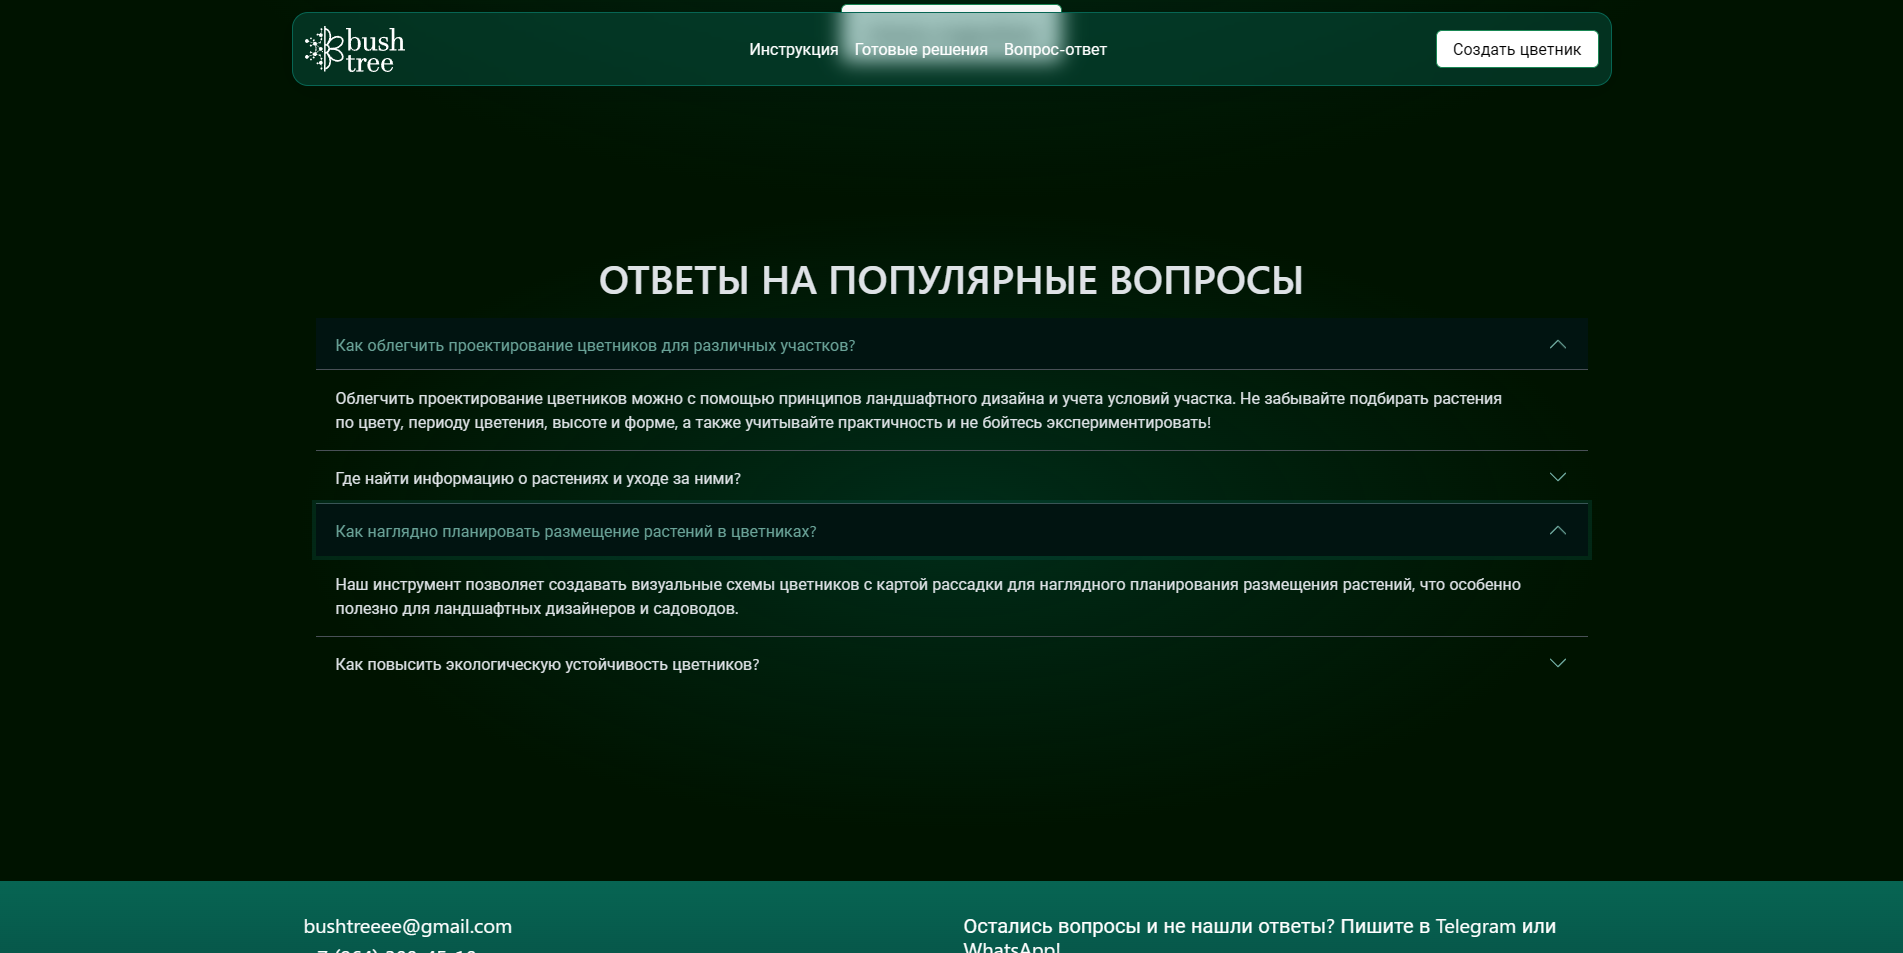 bush
tree
Инструкция Готовые решения Вопрос-ответ
Создать цветник
ОТВЕТЫ НА ПОПУЛЯРНЫЕ ВОПРОСЫ
Как облегчить проектирование цветников для различных участков?
Облегчить проектирование цветников можно с помощью принципов ландшафтного дизайна и учета условий участка. Не забывайте подбирать растения
по цвету, периоду цветения, высоте и форме, а также учитывайте практичность и не бойтесь экспериментировать!
Где найти информацию о растениях и уходе за ними?
Как наглядно планировать размещение растений в цветниках?
Наш инструмент позволяет создавать визуальные схемы цветников с картой рассадки для наглядного планирования размещения растений, что особенно
полезно для ландшафтных дизайнеров и садоводов.
Как повысить экологическую устойчивость цветников?
bushtreeee@gmail.com
Остались вопросы и не нашли ответы? Пишите в Telegram или
WhatsApp!